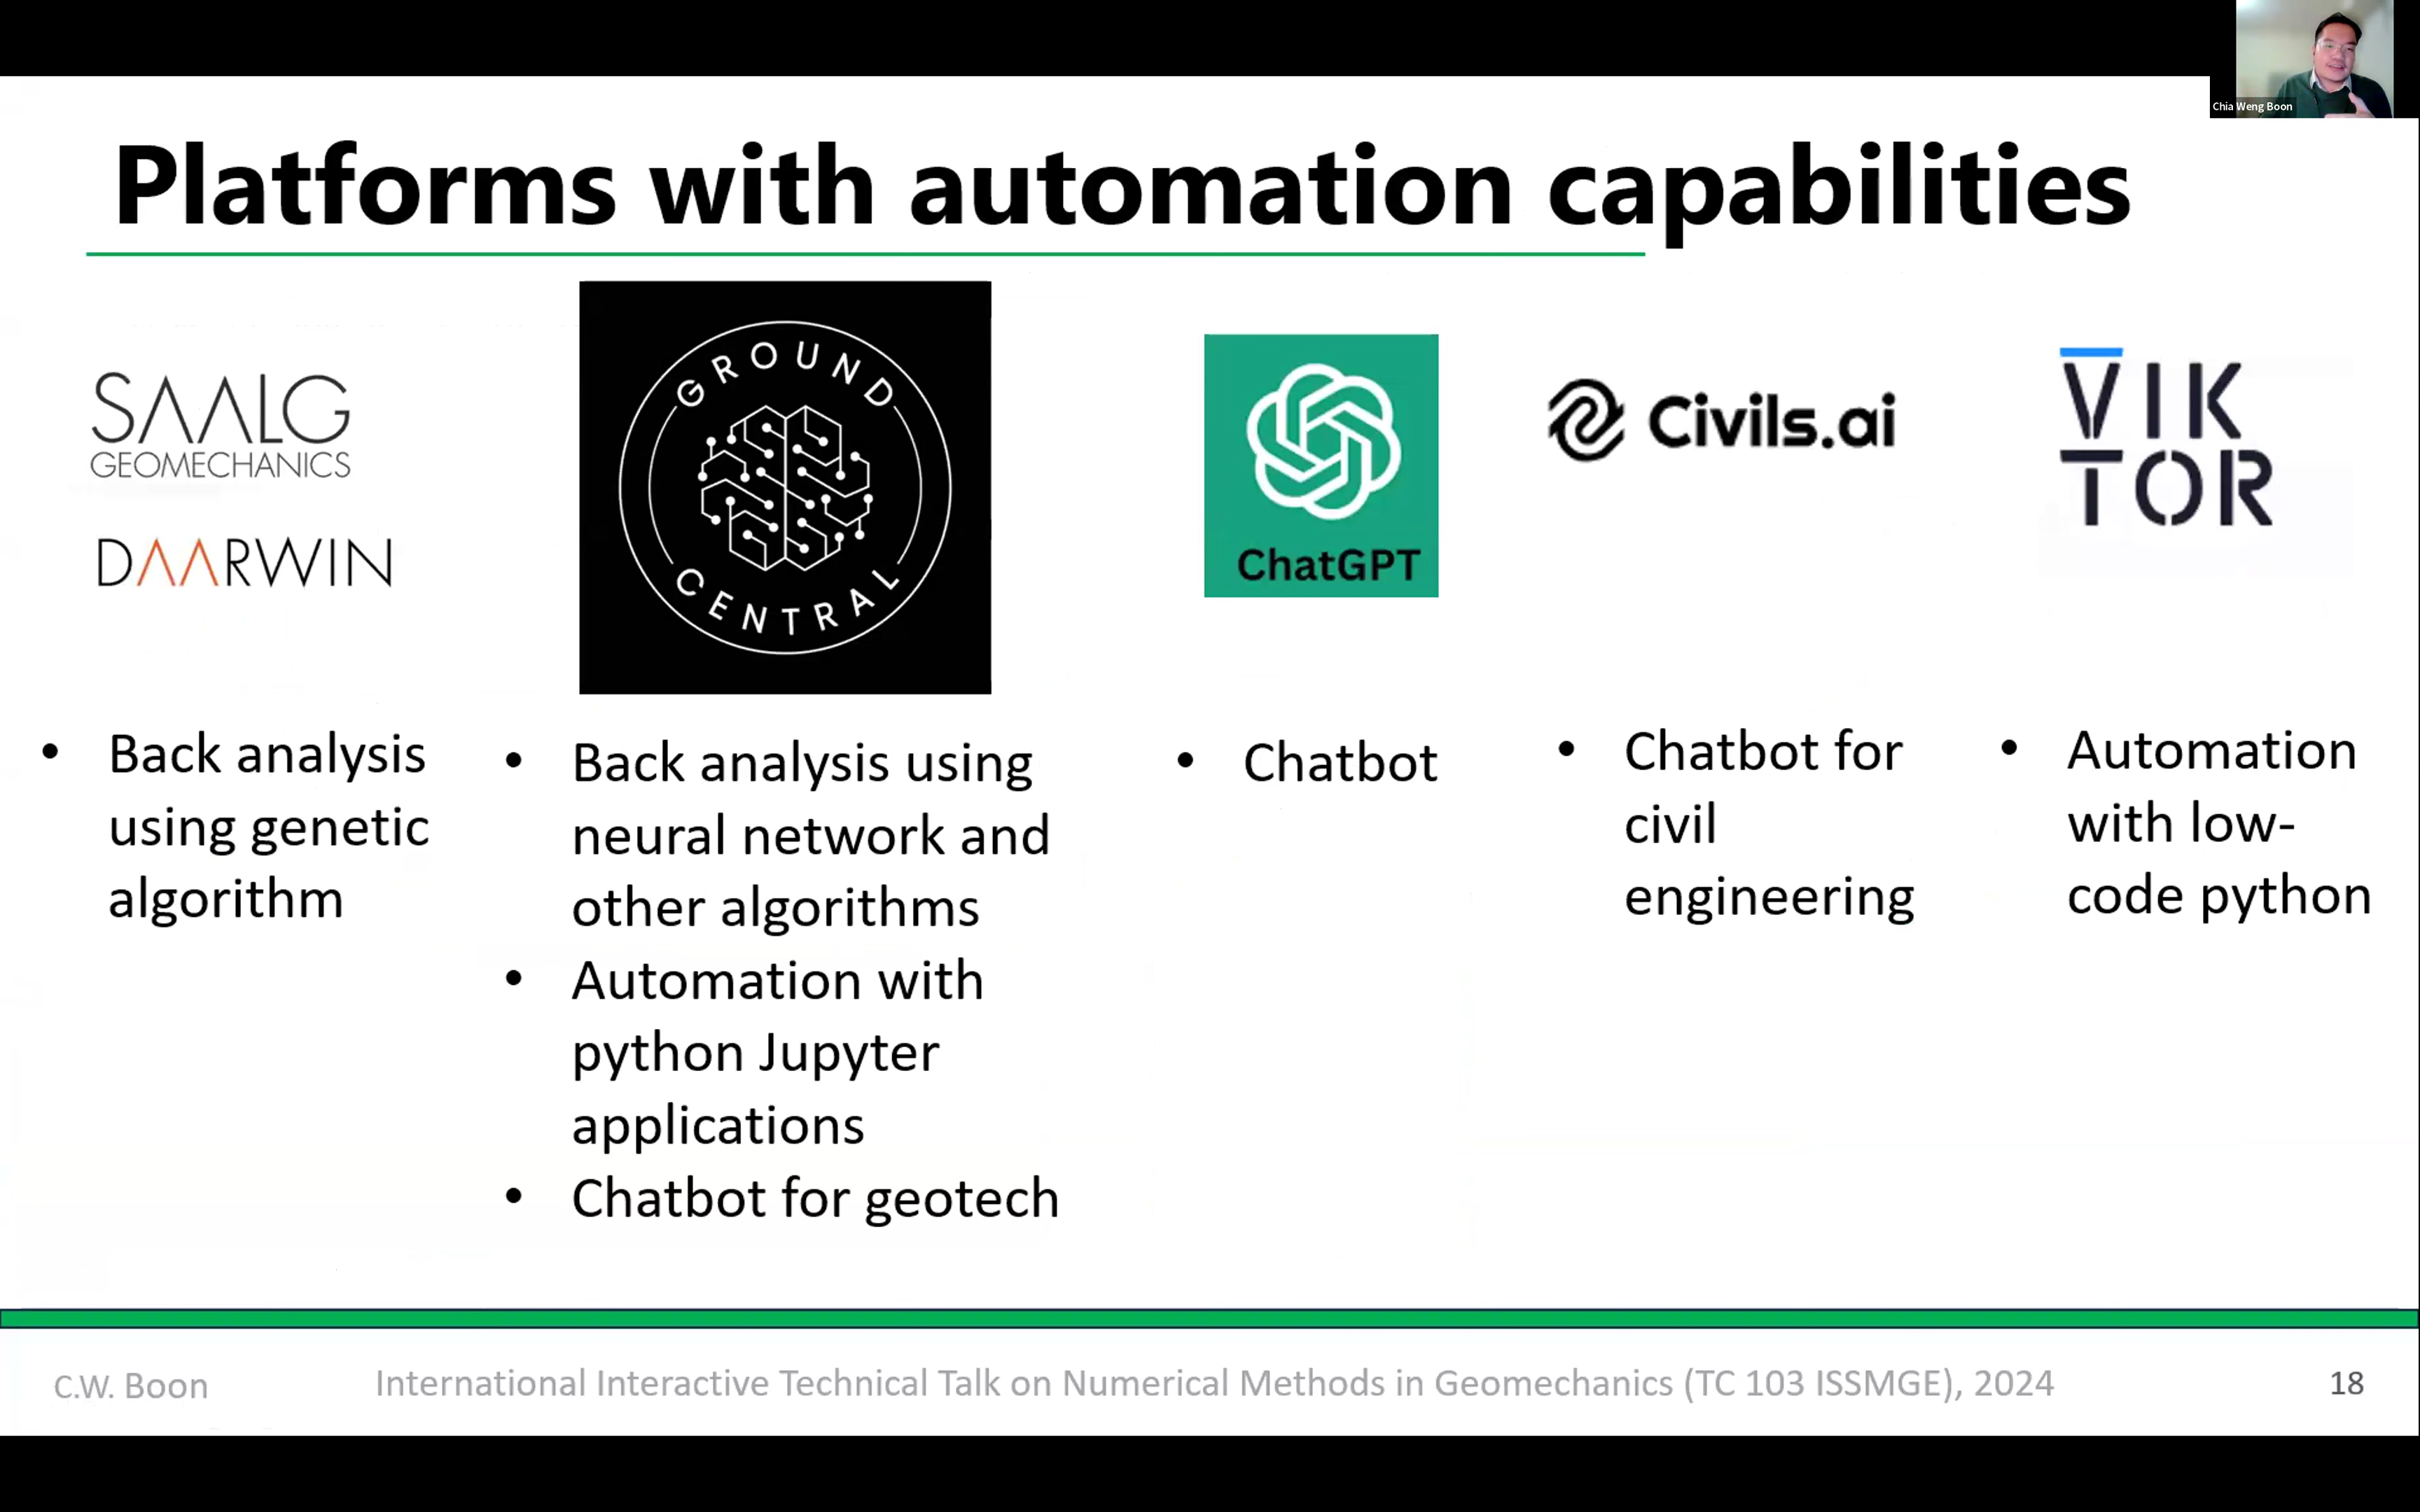 Chia Weng Boon
Platforms with automation capabilities
SAALG
GEOMECHANICS
DAARWIN
GROUND
CENTRAL
ChatGPT
Civils.ai
VIK
TOR
• Back analysis
using genetic
algorithm
• Back analysis using
neural network and
other algorithms
• Automation with
python Jupyter
applications
• Chatbot for geotech
• Chatbot
• Chatbot for
civil
engineering
• Automation
with low-
code python
C.W. Boon
International Interactive Technical Talk on Numerical Methods in Geomechanics (TC 103 ISSMGE), 2024
18